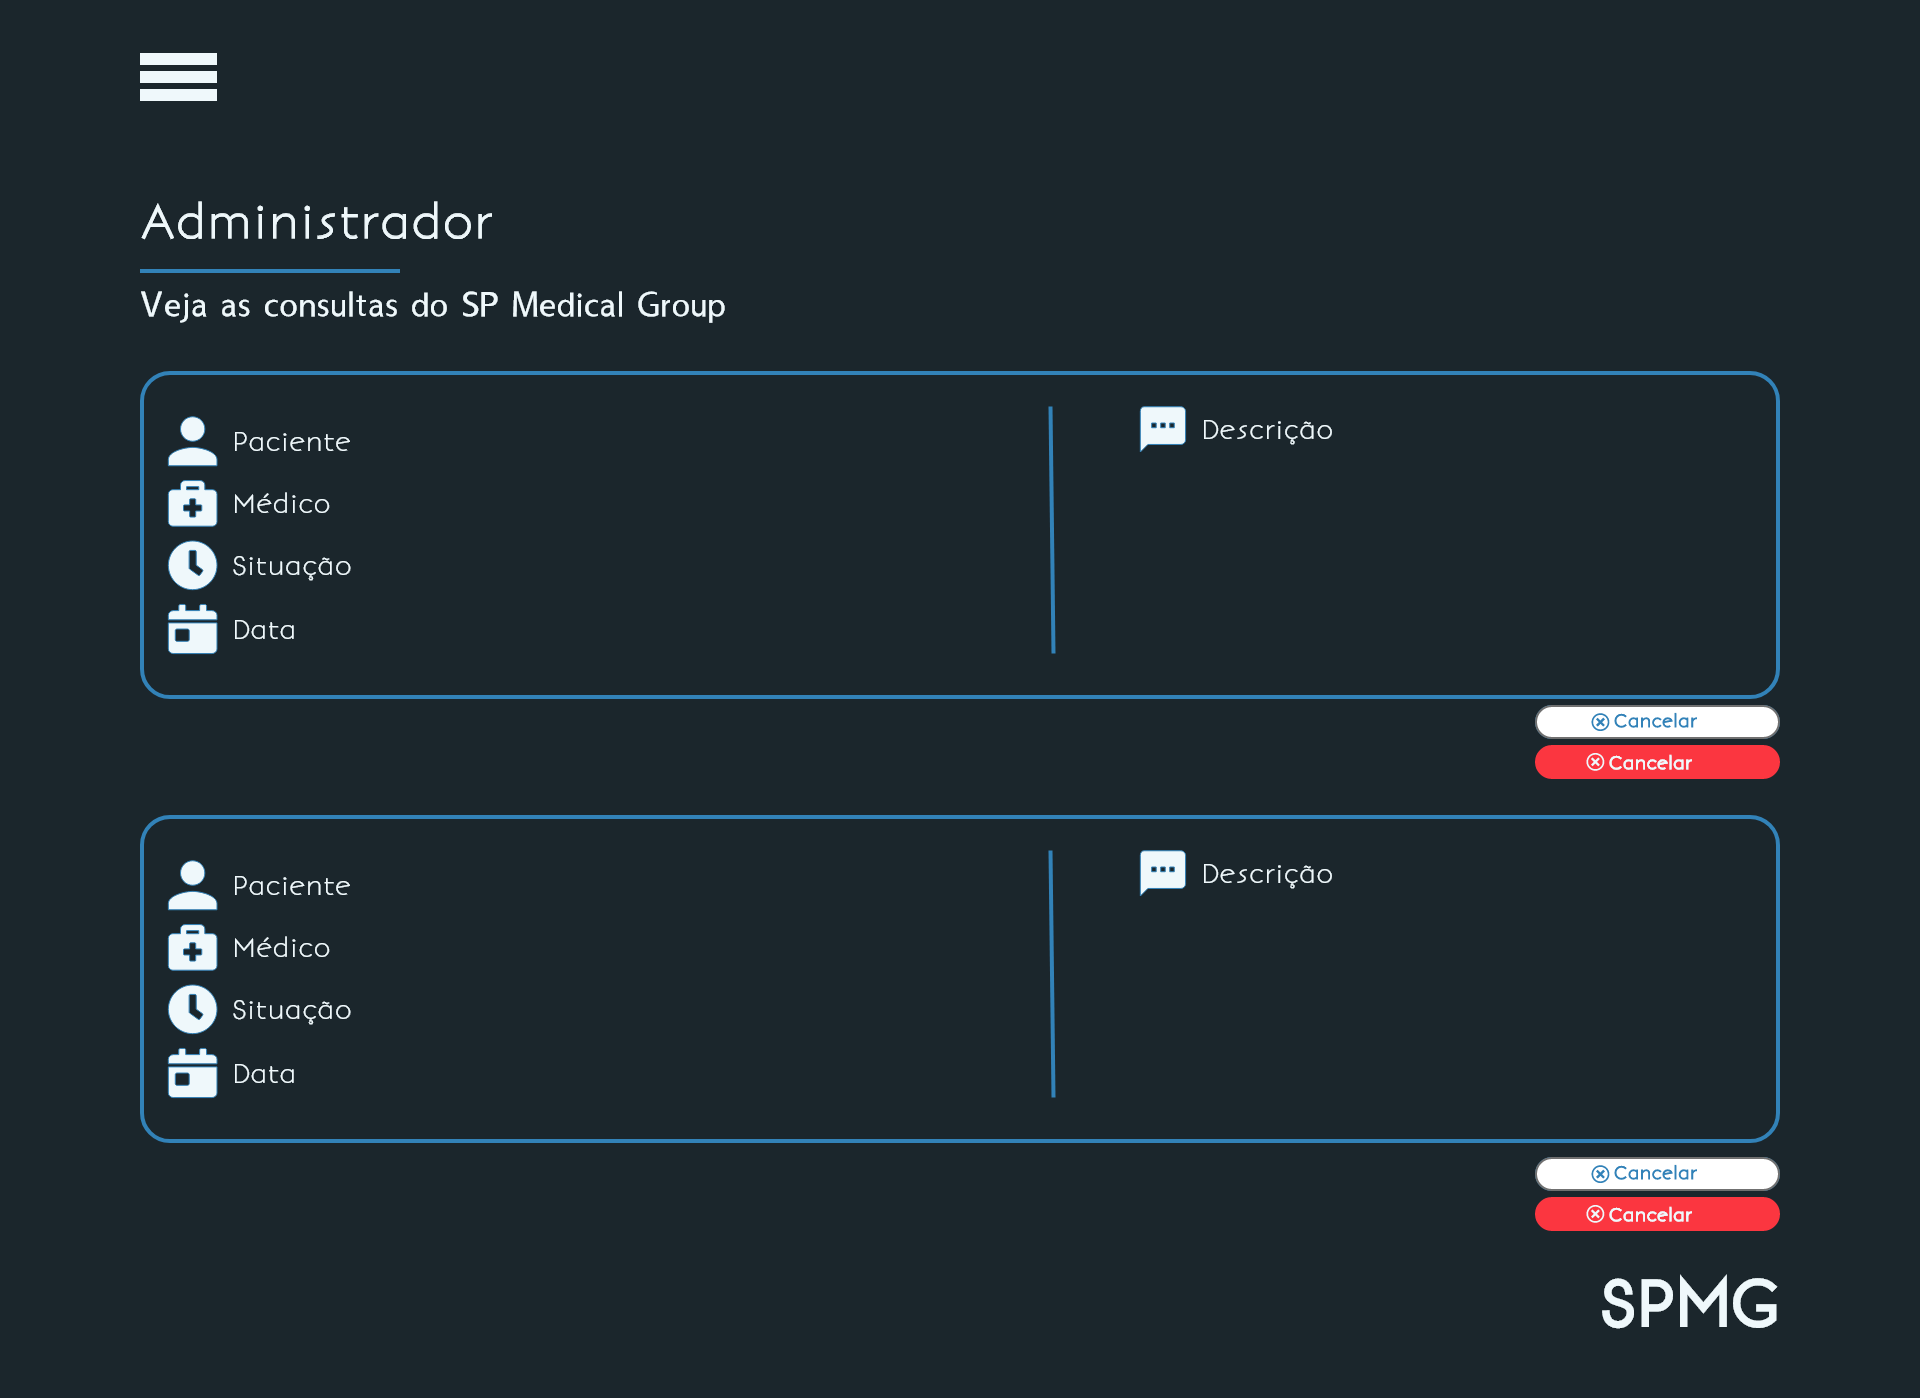 Administrador
Veja as consultas do SP Medical Group
Paciente
Médico
Situação
Data
Descrição
Cancelar
Cancelar
Paciente
Médico
Situação
Data
Descrição
Cancelar
Cancelar
SPMG